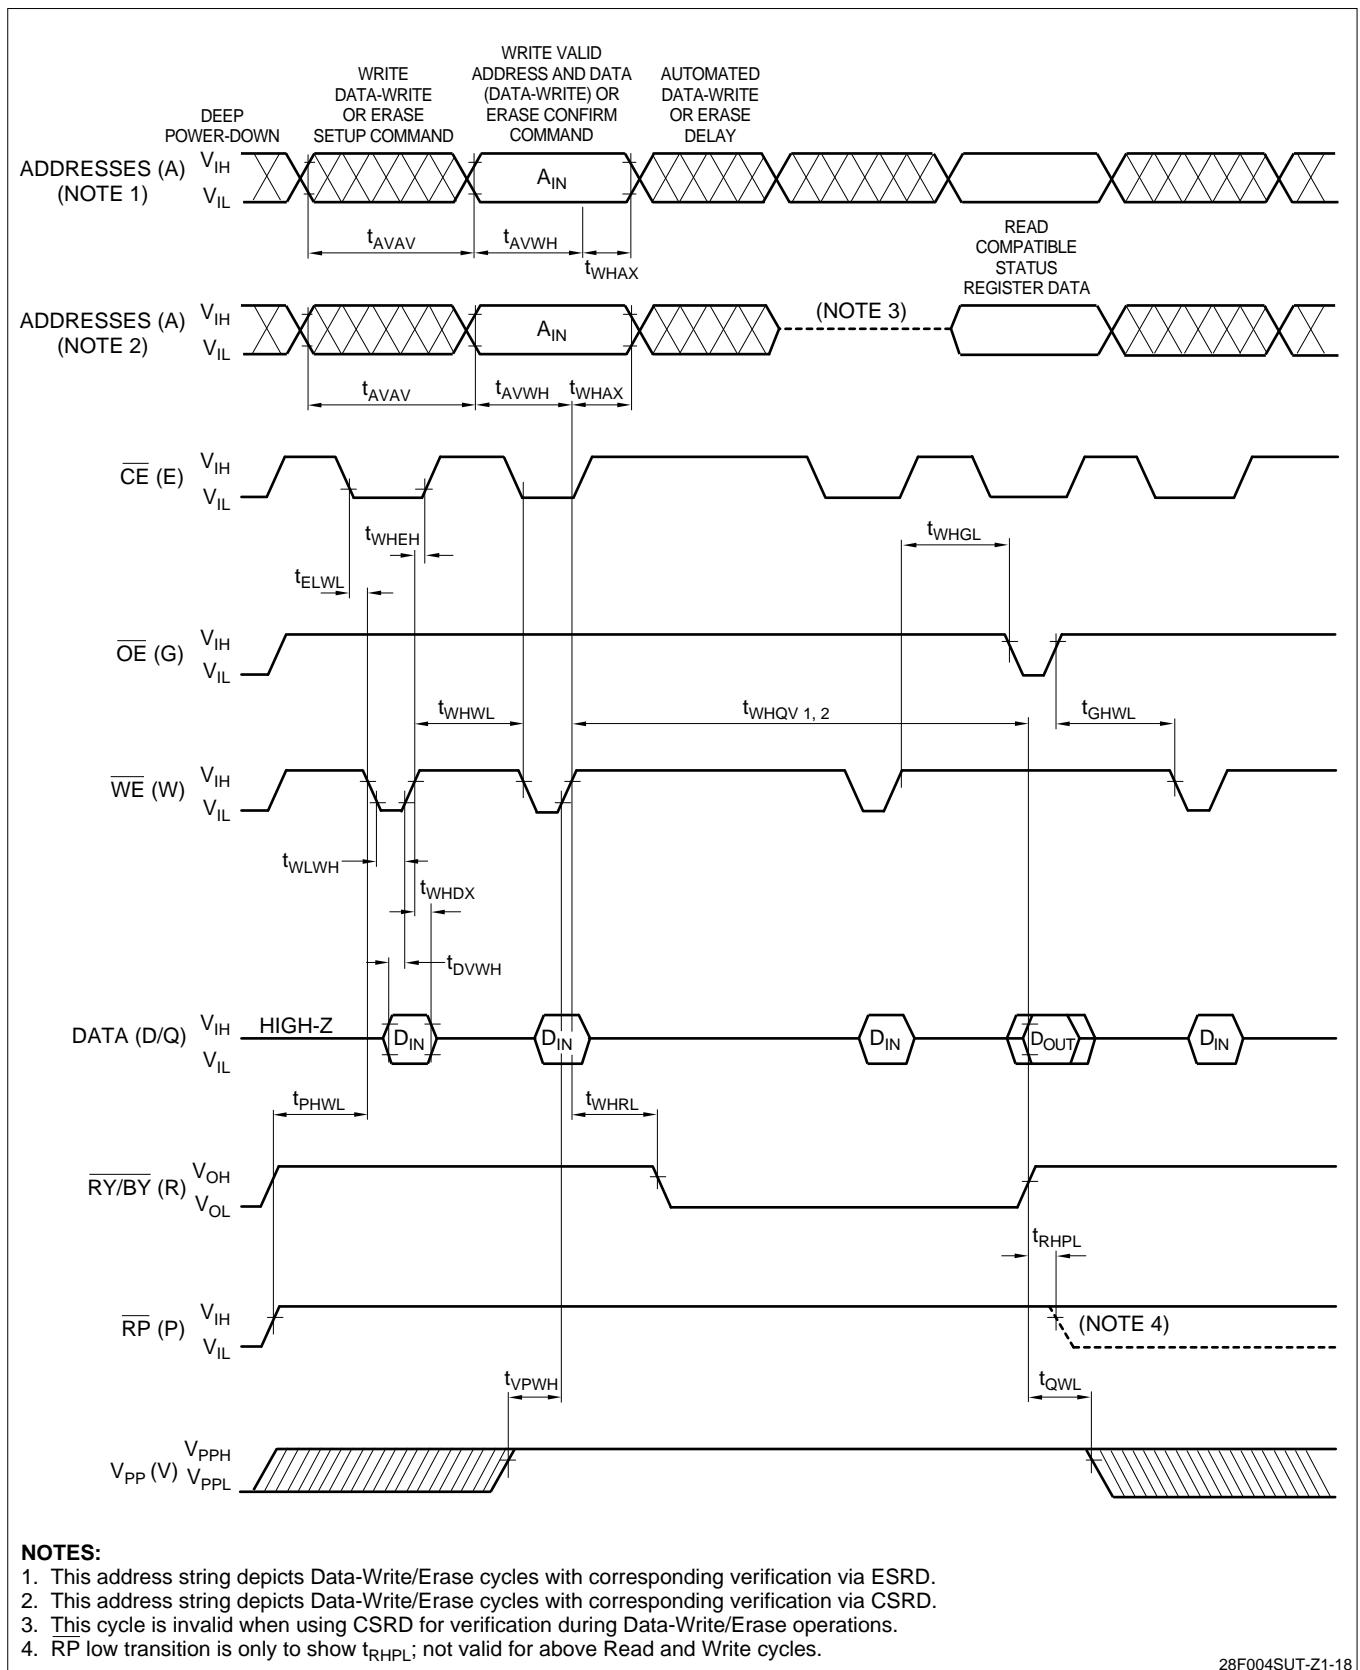 DEEP
POWER-DOWN
WRITE
DATA-WRITE
OR ERASE
SETUP COMMAND
WRITE VALID
ADDRESS AND DATA
(DATA-WRITE) OR
ERASE CONFIRM
COMMAND
AUTOMATED
DATA-WRITE
OR ERASE
DELAY
ADDRESSES (A)
(NOTE 1)
VIH
VIL
AIN
tAVAV
tAVWH
tWHAX
READ
COMPATIBLE
STATUS
REGISTER DATA
ADDRESSES (A)
(NOTE 2)
VIH
VIL
AIN
(NOTE 3)
tAVAV
tAVWH
tWHAX
CE (E)
VIH
VIL
tWHEH
tWHGL
tELWL
OE (G)
VIH
VIL
tWHWL
tWHQV 1, 2
tGHWL
WE (W)
VIH
VIL
tWLWH
tWHDX
tDVWH
DATA (D/Q)
VIH
VIL
HIGH-Z
DIN
DIN
DIN
DOUT
DIN
tPHWL
tWHRL
RY/BY (R)
VOH
VOL
tRHPL
RP (P)
VIH
VIL
(NOTE 4)
tVPWH
tQWL
VPP (V)
VPPH
VPPL
NOTES:
1. This address string depicts Data-Write/Erase cycles with corresponding verification via ESRD.
2. This address string depicts Data-Write/Erase cycles with corresponding verification via CSRD.
3. This cycle is invalid when using CSRD for verification during Data-Write/Erase operations.
4. RP low transition is only to show tRHPL; not valid for above Read and Write cycles.
28F004SUT-Z1-18